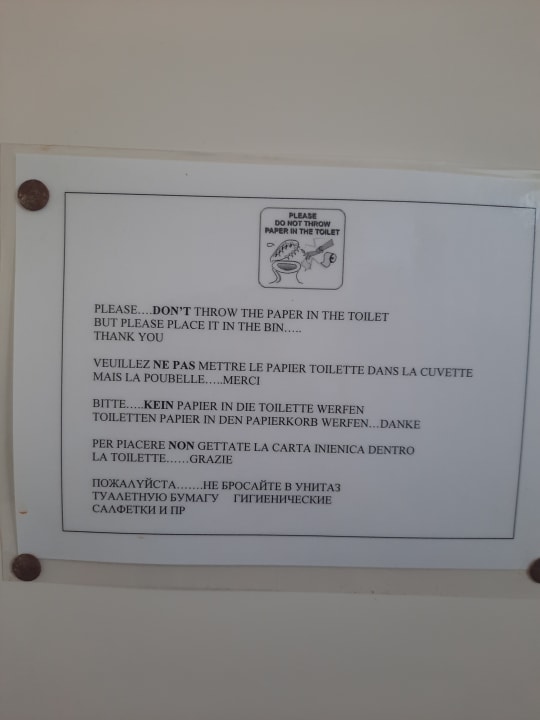 PLEASE
DO NOT THROW
PAPER IN THE TOILET
PLEASE....DON'T THROW THE PAPER IN THE TOILET
BUT PLEASE PLACE IT IN THE BIN.....
THANK YOU
VEUILLEZ NE PAS METTRE LE PAPIER TOILETTE DANS LA CUVETTE
MAIS LA POUBELLE.....MERCI
BITTE.....KEIN PAPIER IN DIE TOILETTE WERFEN
TOILETTEN PAPIER IN DEN PAPIERKORB WERFEN...DANKE
PER PIACERE NON GETTATE LA CARTA INIENICA DENTRO
LA TOILETTE......GRAZIE
ПОЖАΛΥЙСТА.......НЕ БРОСАЙТЕ В УНИТАЗ
ТУАΛЕТНУЮ БУМАГУ ГИГИЕНИЧЕСКИЕ
САΛФЕТКИ И ПР